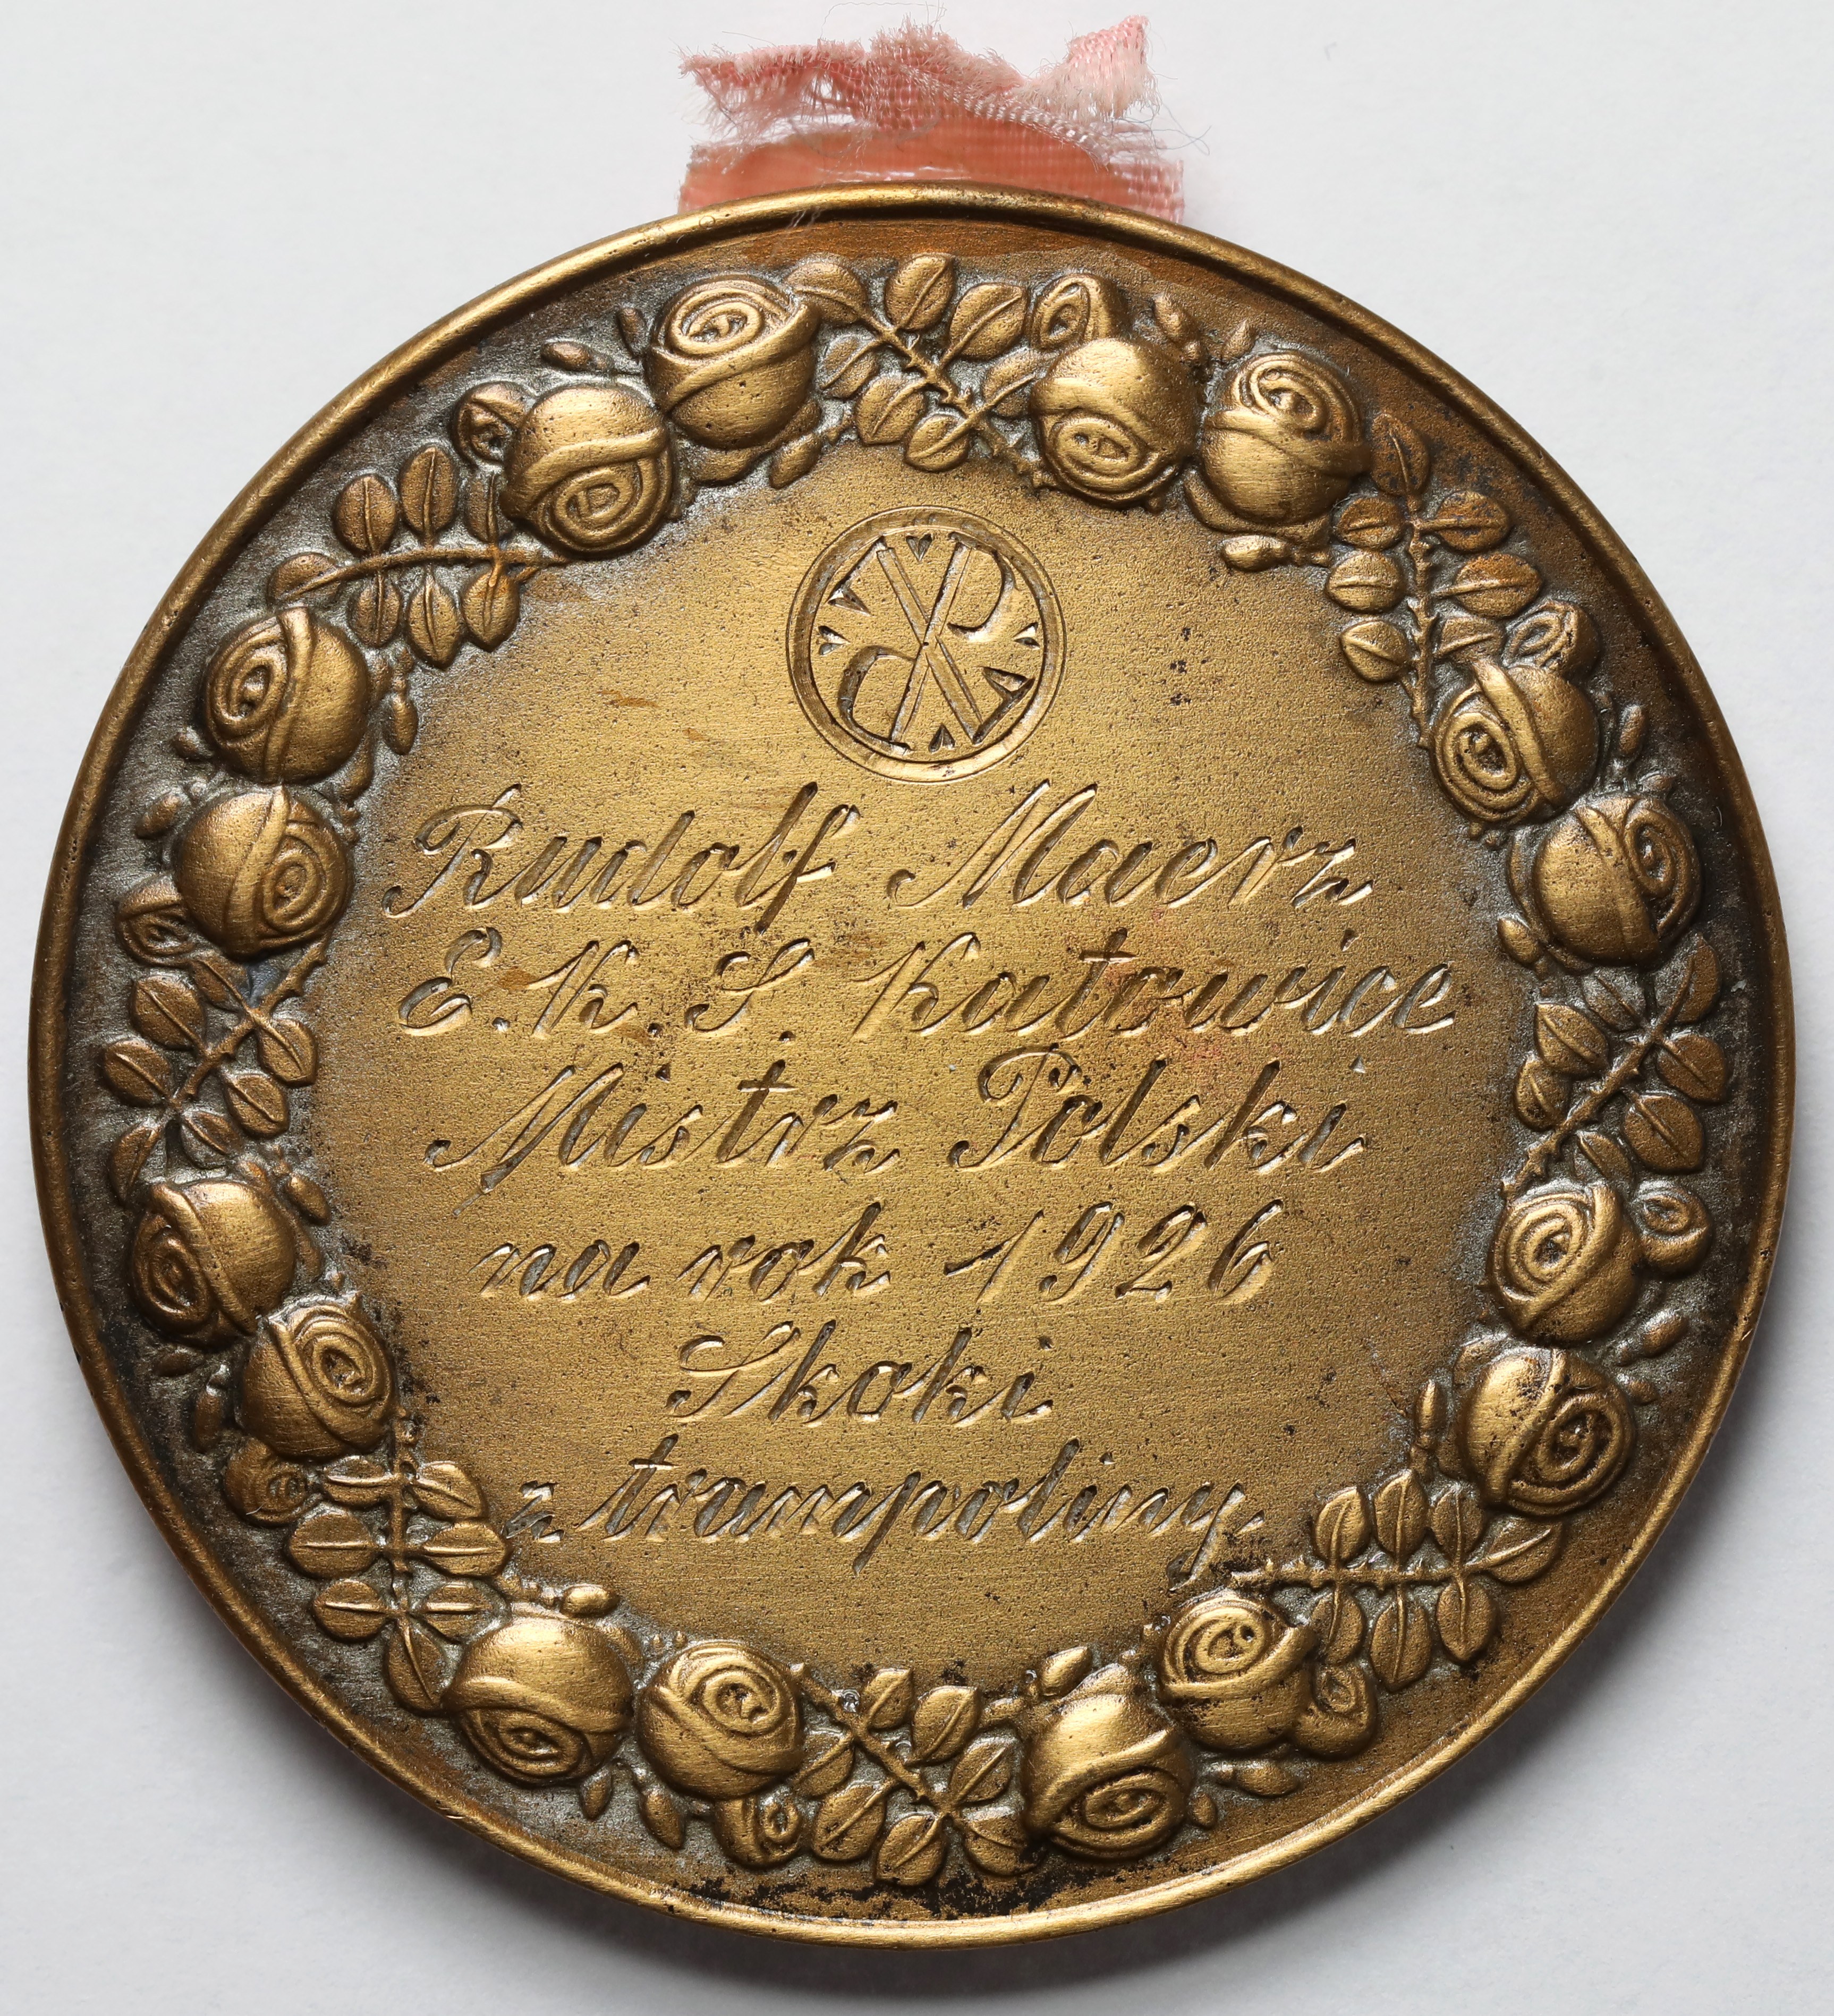 Rudolf Maerz
E.K.S. Katowice
Mistrz Polski
na rok 1926
Skoki
z trampoliny